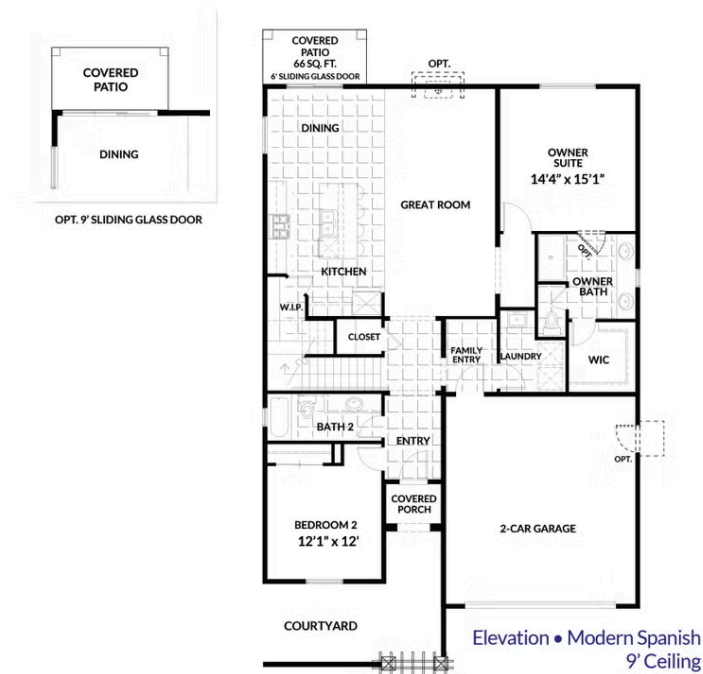 COVERED
PATIO
DINING
OPT. 9' SLIDING GLASS DOOR
COVERED
PATIO
66 SQ. FT.
6' SLIDING GLASS DOOR
OPT.
DINING
OWNER
SUITE
14'4" x 15'1"
GREAT ROOM
OPT.
KITCHEN
OWNER
BATH
W.I.P.
CLOSET
FAMILY
ENTRY
LAUNDRY
WIC
BATH 2
ENTRY
OPT.
COVERED
PORCH
BEDROOM 2
12'1" x 12'
2-CAR GARAGE
COURTYARD
Elevation • Modern Spanish
9' Ceiling